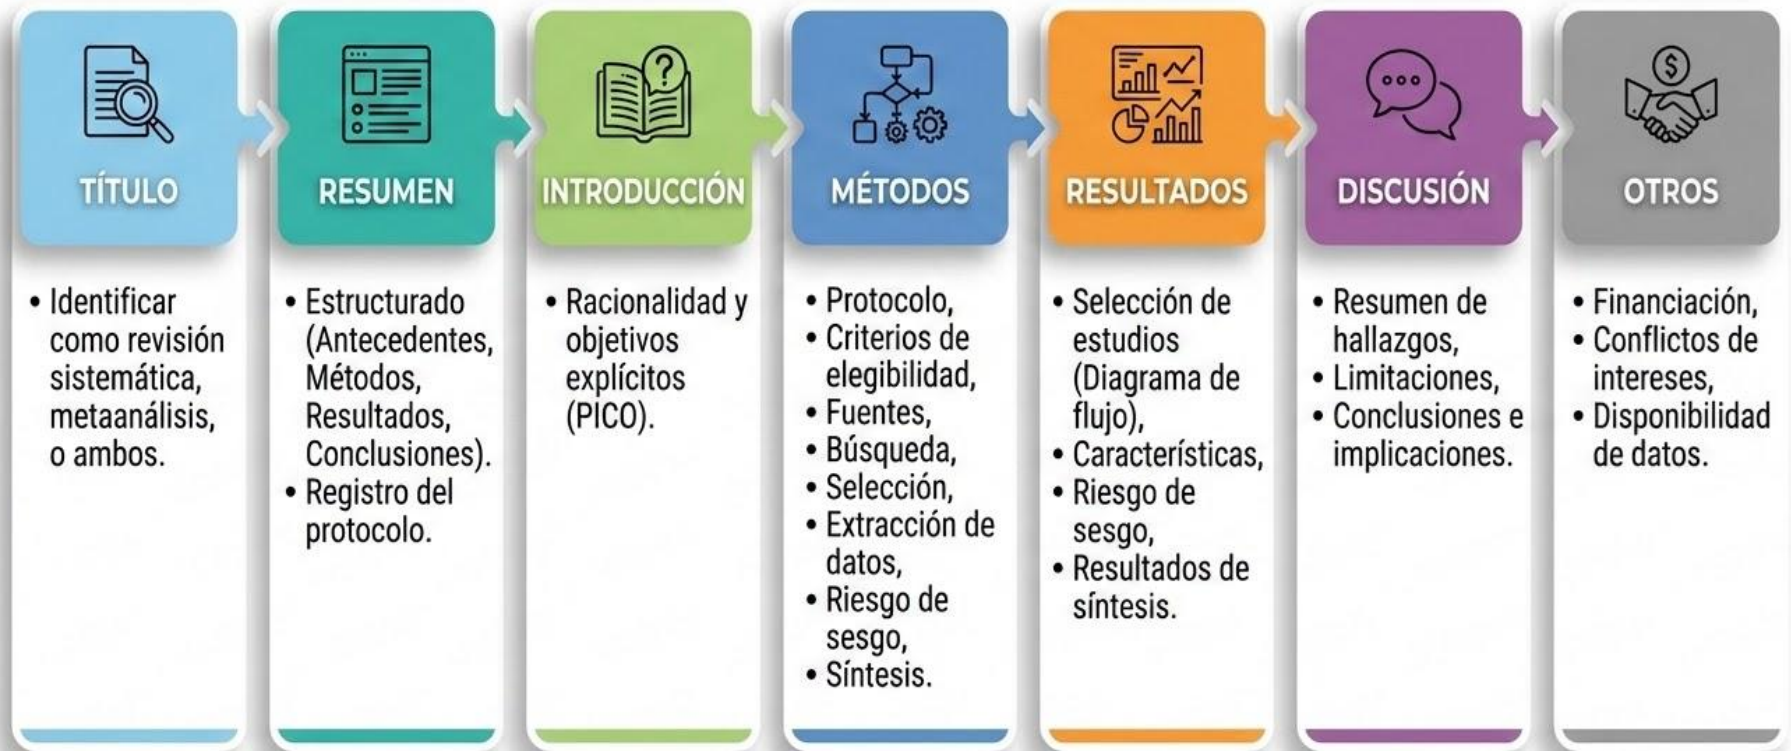 TÍTULO
• Identificar
como revisión
sistemática,
metaanálisis,
o ambos.
RESUMEN
• Estructurado
(Antecedentes,
Métodos,
Resultados,
Conclusiones).
• Registro del
protocolo.
INTRODUCCIÓN
• Racionalidad y
objetivos
explícitos
(PICO).
MÉTODOS
• Protocolo,
• Criterios de
elegibilidad,
• Fuentes,
• Búsqueda,
• Selección,
• Extracción de
datos,
• Riesgo de
sesgo,
• Síntesis.
RESULTADOS
• Selección de
estudios
(Diagrama de
flujo),
• Características,
• Riesgo de
sesgo,
• Resultados de
síntesis.
DISCUSIÓN
• Resumen de
hallazgos,
• Limitaciones,
• Conclusiones e
implicaciones.
OTROS
• Financiación,
• Conflictos de
intereses,
• Disponibilidad
de datos.